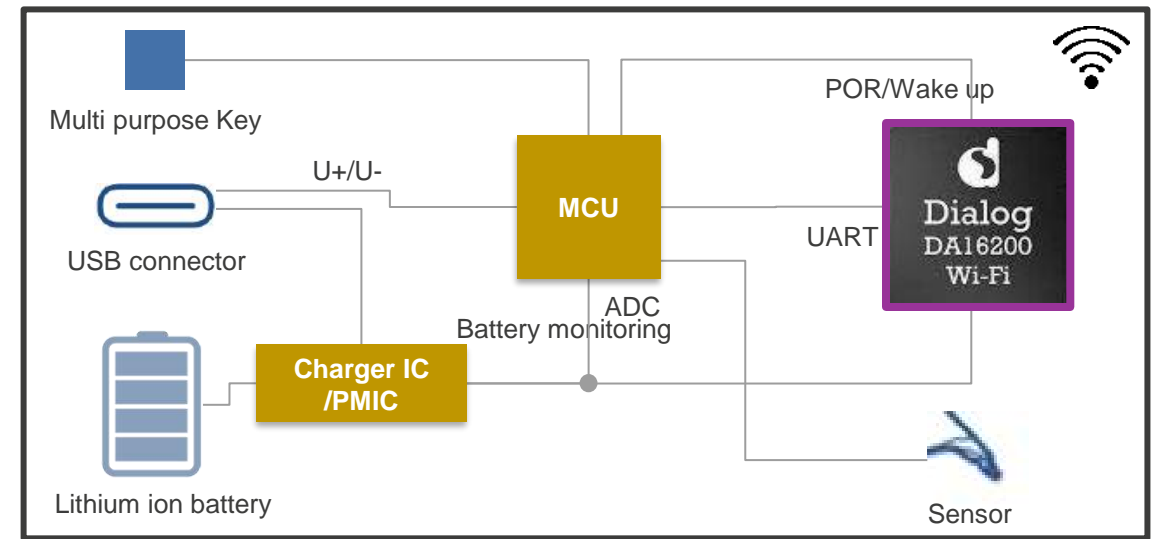 POR/Wake up
Multi purpose Key
U+/U-
MCU
Dialog
DA16200
Wi-Fi
UART
USB connector
ADC
Battery monitoring
Charger IC
/PMIC
Lithium ion battery
Sensor